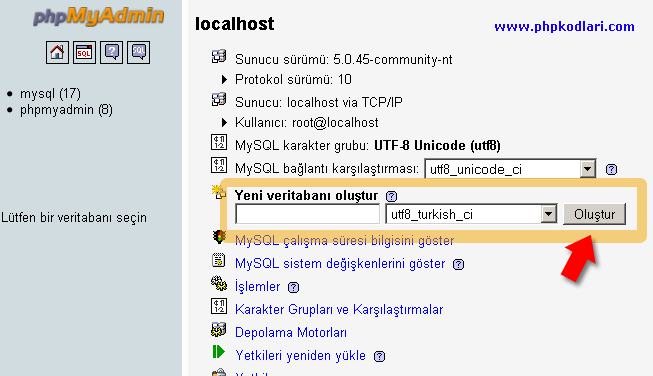 phpMyAdmin
SQL
mysql (17)
phpmyadmin (8)
Lütfen bir veritabanı seçin
localhost
www.phpkodlari.com
Sunucu sürümü: 5.0.45-community-nt
Protokol sürümü: 10
Sunucu: localhost via TCP/IP
Kullanıcı: root@localhost
MySQL karakter grubu: UTF-8 Unicode (utf8)
MySQL bağlantı karşılaştırması: utf8_unicode_ci
Yeni veritabanı oluştur
utf8_turkish_ci Oluştur
MySQL çalışma süresi bilgisini göster
MySQL sistem değişkenlerini göster
İşlemler
Karakter Grupları ve Karşılaştırmalar
Depolama Motorları
Yetkileri yeniden yükle